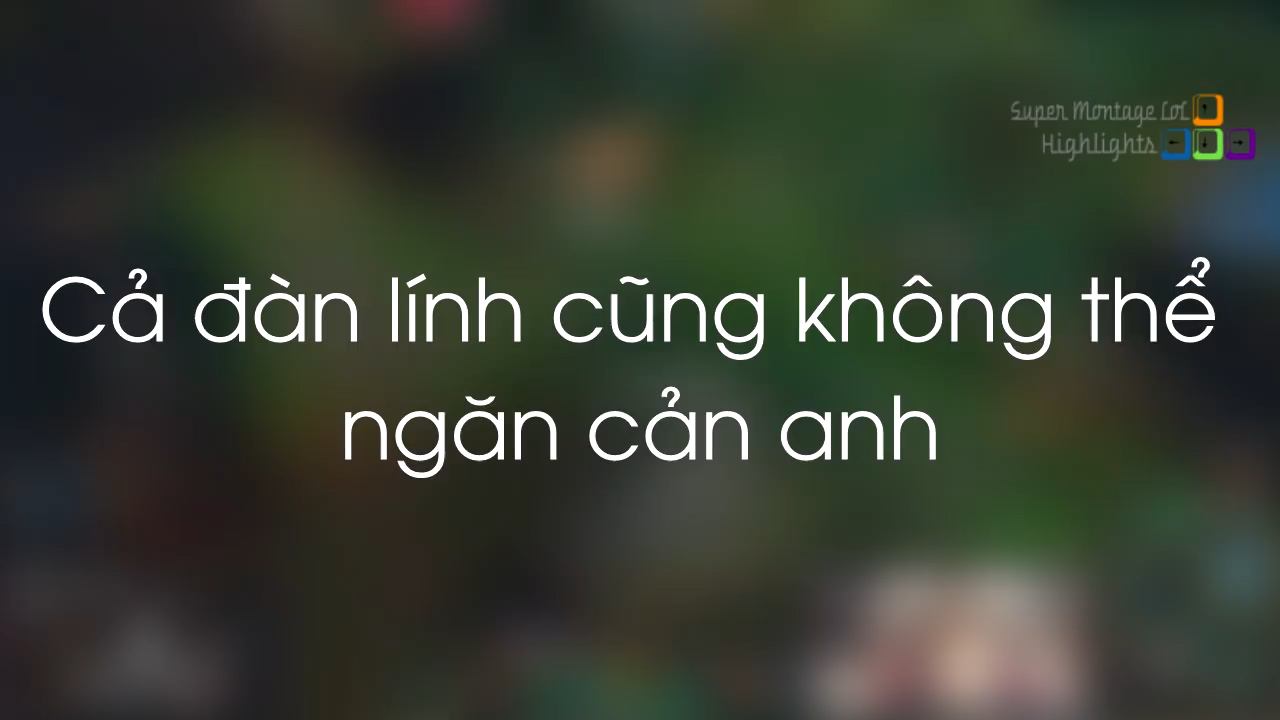 Super Montage LoL
Highlights
Cả đàn lính cũng không thể
ngăn cản anh